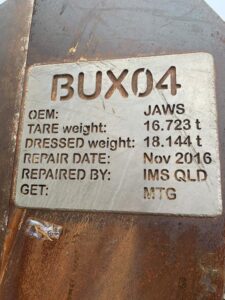 BUX04
OEM: JAWS
TARE weight: 16.723 t
DRESSED weight: 18.144 t
REPAIR DATE: Nov 2016
REPAIRED BY: IMS QLD
GET: MTG